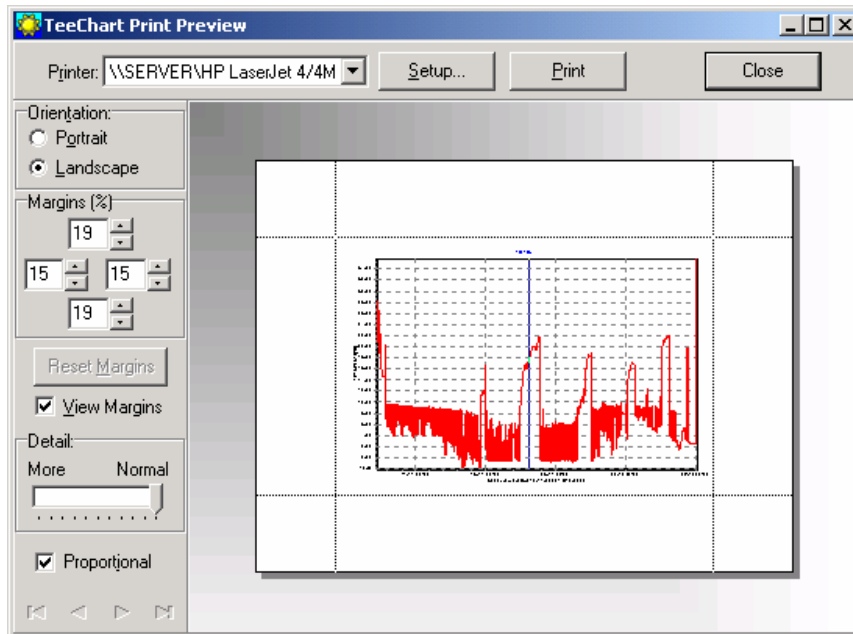 TeeChart Print Preview
Printer: \\SERVER\HP LaserJet 4/4M Setup... Print Close
Orientation:
Portrait
Landscape
Margins (%)
19
15 15
19
Reset Margins
View Margins
Detail:
More Normal
Proportional